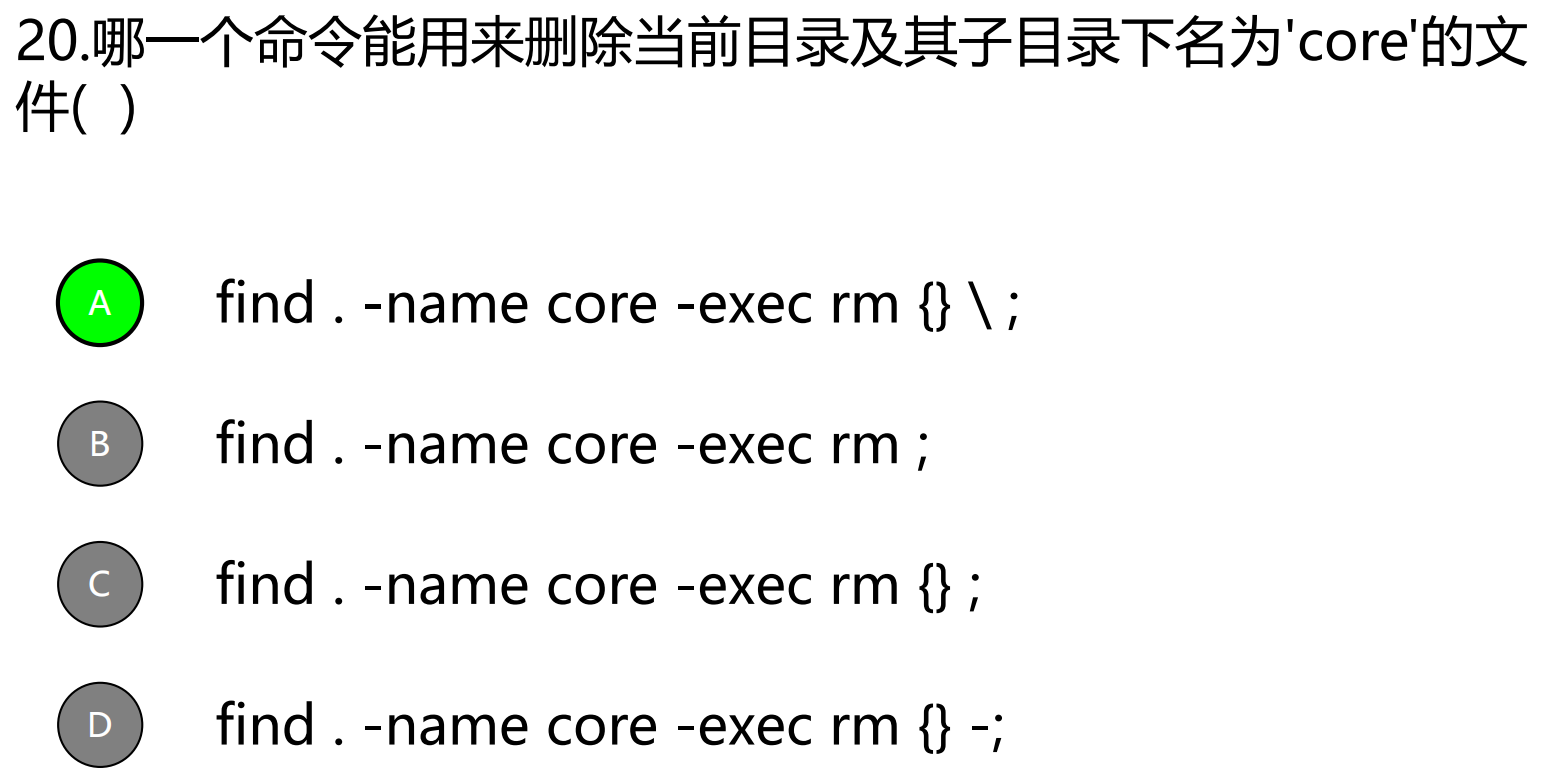 20.哪一个命令能用来删除当前目录及其子目录下名为'core'的文
件(  )
A find . -name core -exec rm {} \ ;
B find . -name core -exec rm ;
C find . -name core -exec rm {} ;
D find . -name core -exec rm {} -;